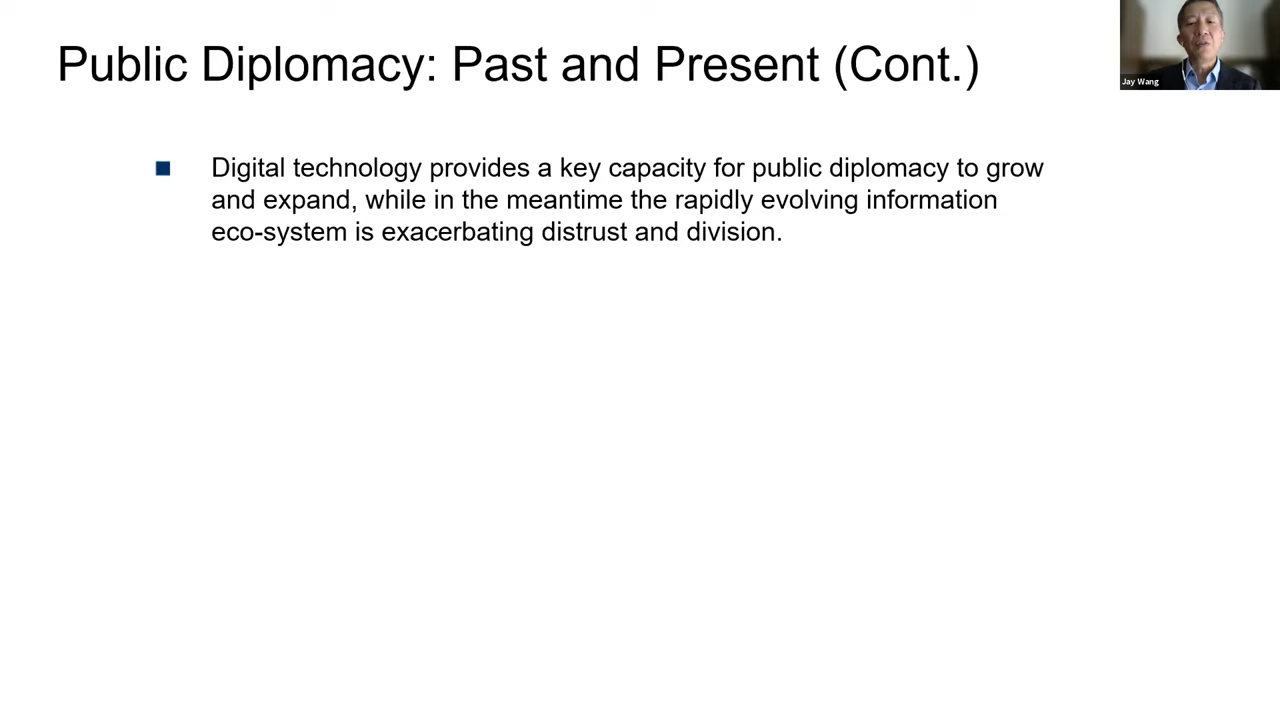 Public Diplomacy: Past and Present (Cont.)
Jay Wang
Digital technology provides a key capacity for public diplomacy to grow
and expand, while in the meantime the rapidly evolving information
eco-system is exacerbating distrust and division.